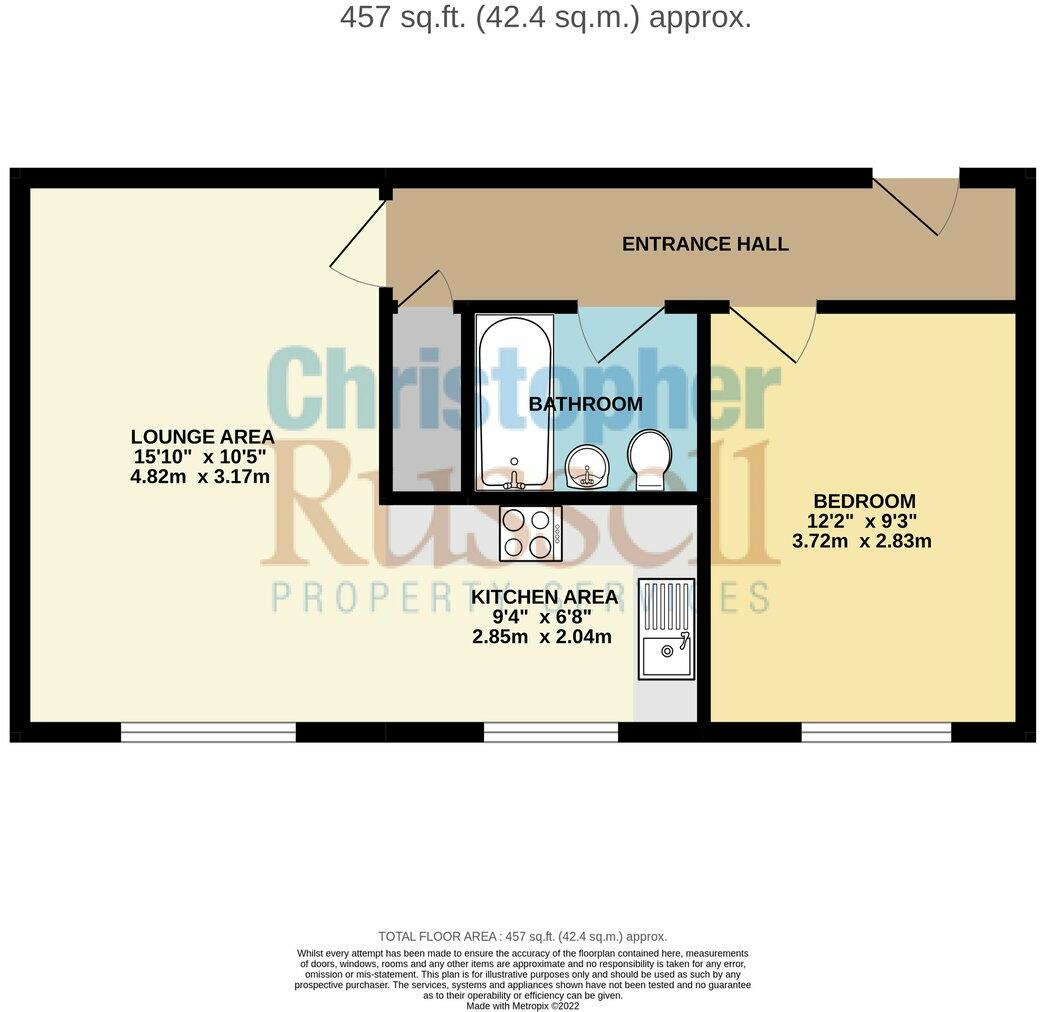 457 sq.ft. (42.4 sq.m.) approx.
ENTRANCE HALL
Christopher
BATHROOM
LOUNGE AREA
15'10" x 10'5"
4.82m x 3.17m
Russell
BEDROOM
12'2" x 9'3"
3.72m x 2.83m
PROPERTY SERVICES
KITCHEN AREA
9'4" x 6'8"
2.85m x 2.04m
TOTAL FLOOR AREA : 457 sq.ft. (42.4 sq.m.) approx.
Whilst every attempt has been made to ensure the accuracy of the floorplan contained here, measurements
of doors, windows, rooms and any other items are approximate and no responsibility is taken for any error,
omission or mis-statement. This plan is for illustrative purposes only and should be used as such by any
prospective purchaser. The services, systems and appliances shown have not been tested and no guarantee
as to their operability or efficiency can be given.
Made with Metropix ©2022